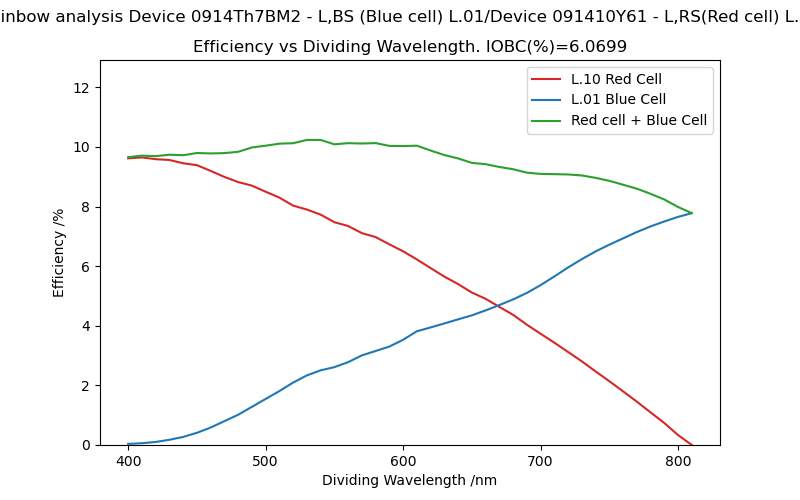 inbow analysis Device 0914Th7BM2 - L,BS (Blue cell) L.01/Device 091410Y61 - L,RS(Red cell) L.
Efficiency vs Dividing Wavelength. IOBC(%)=6.0699
L.10 Red Cell
L.01 Blue Cell
Red cell + Blue Cell
Efficiency /%
12
10
8
6
4
2
0
400
500
600
700
800
Dividing Wavelength /nm